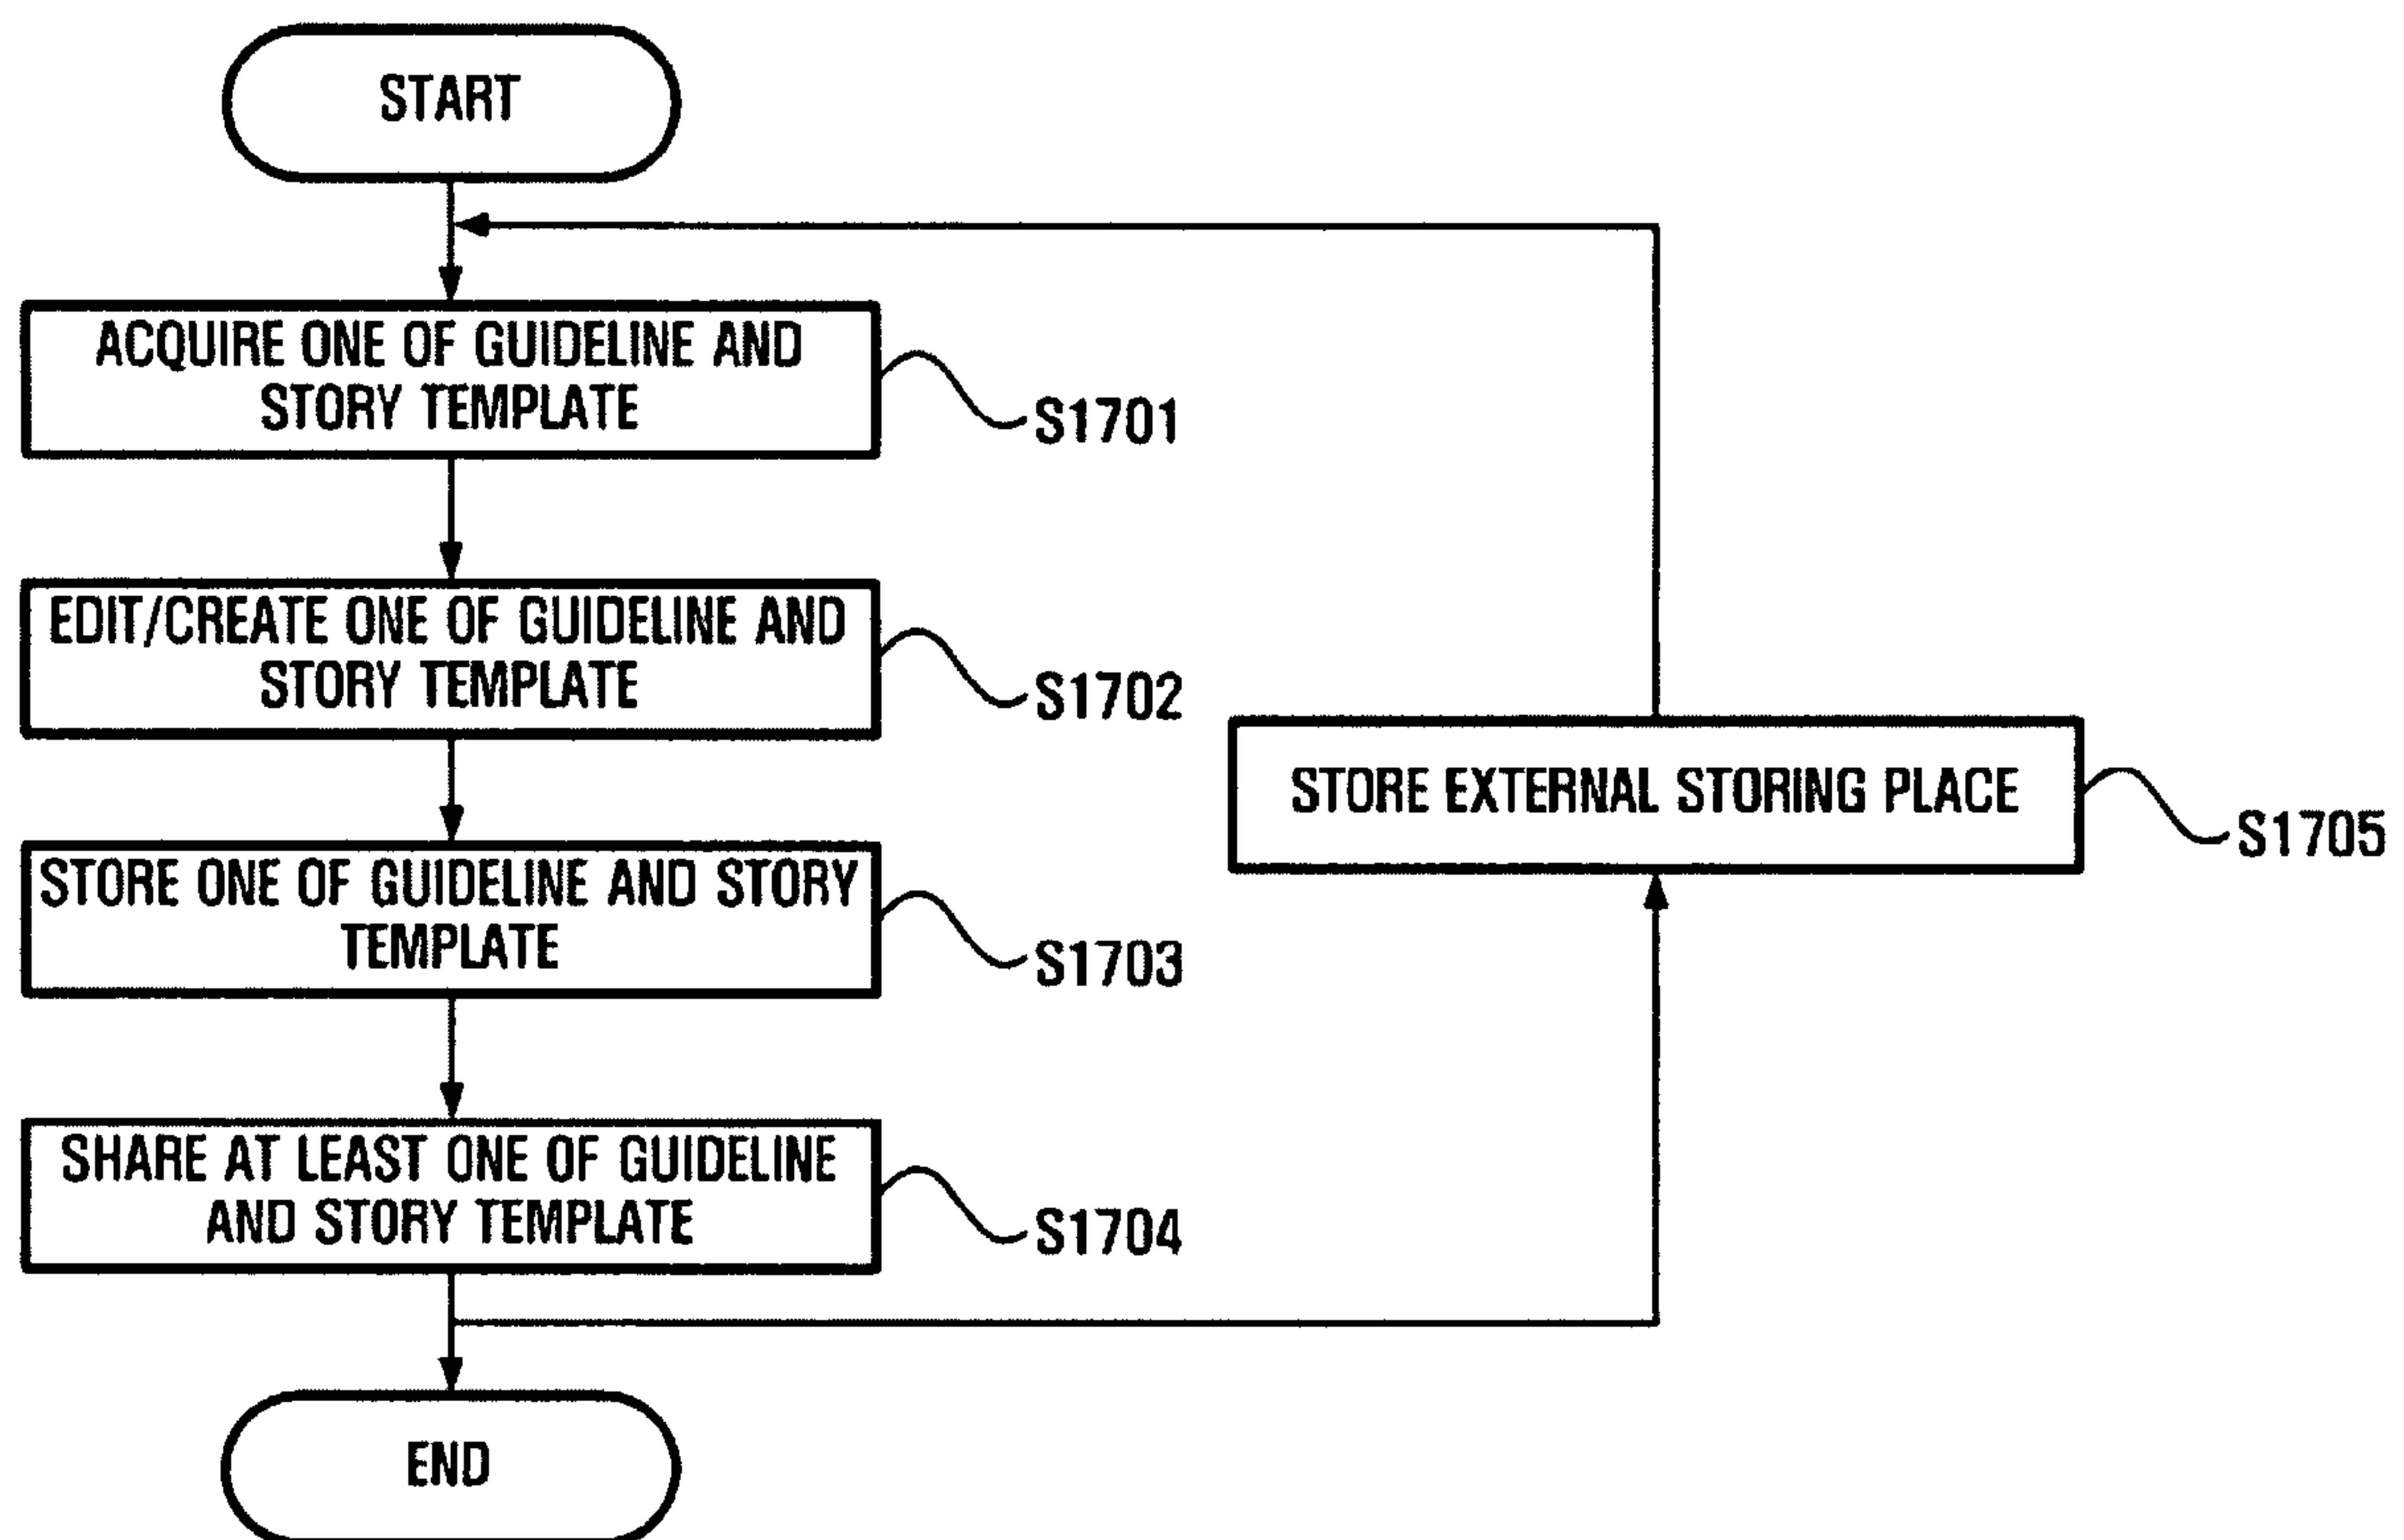 START
ACQUIRE ONE OF GUIDELINE AND
STORY TEMPLATE
S1701
EDIT/CREATE ONE OF GUIDELINE AND
STORY TEMPLATE
S1702
STORE EXTERNAL STORING PLACE
S1705
STORE ONE OF GUIDELINE AND STORY
TEMPLATE
S1703
SHARE AT LEAST ONE OF GUIDELINE
AND STORY TEMPLATE
S1704
END